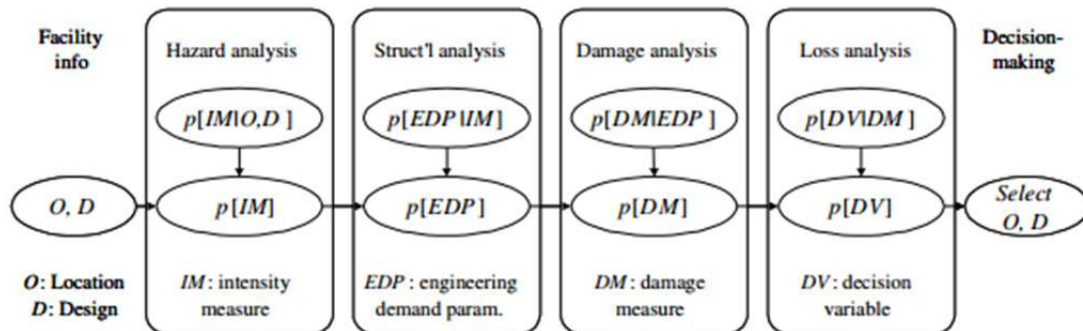 Facility
info
Hazard analysis
Struct'l analysis
Damage analysis
Loss analysis
Decision-
making
p[IM|O,D ]
p[EDP|IM]
p[DM|EDP ]
p[DV|DM ]
O, D
p[IM]
p[EDP]
p[DM]
p[DV]
Select
O, D
O: Location
D: Design
IM : intensity
measure
EDP : engineering
demand param.
DM : damage
measure
DV : decision
variable